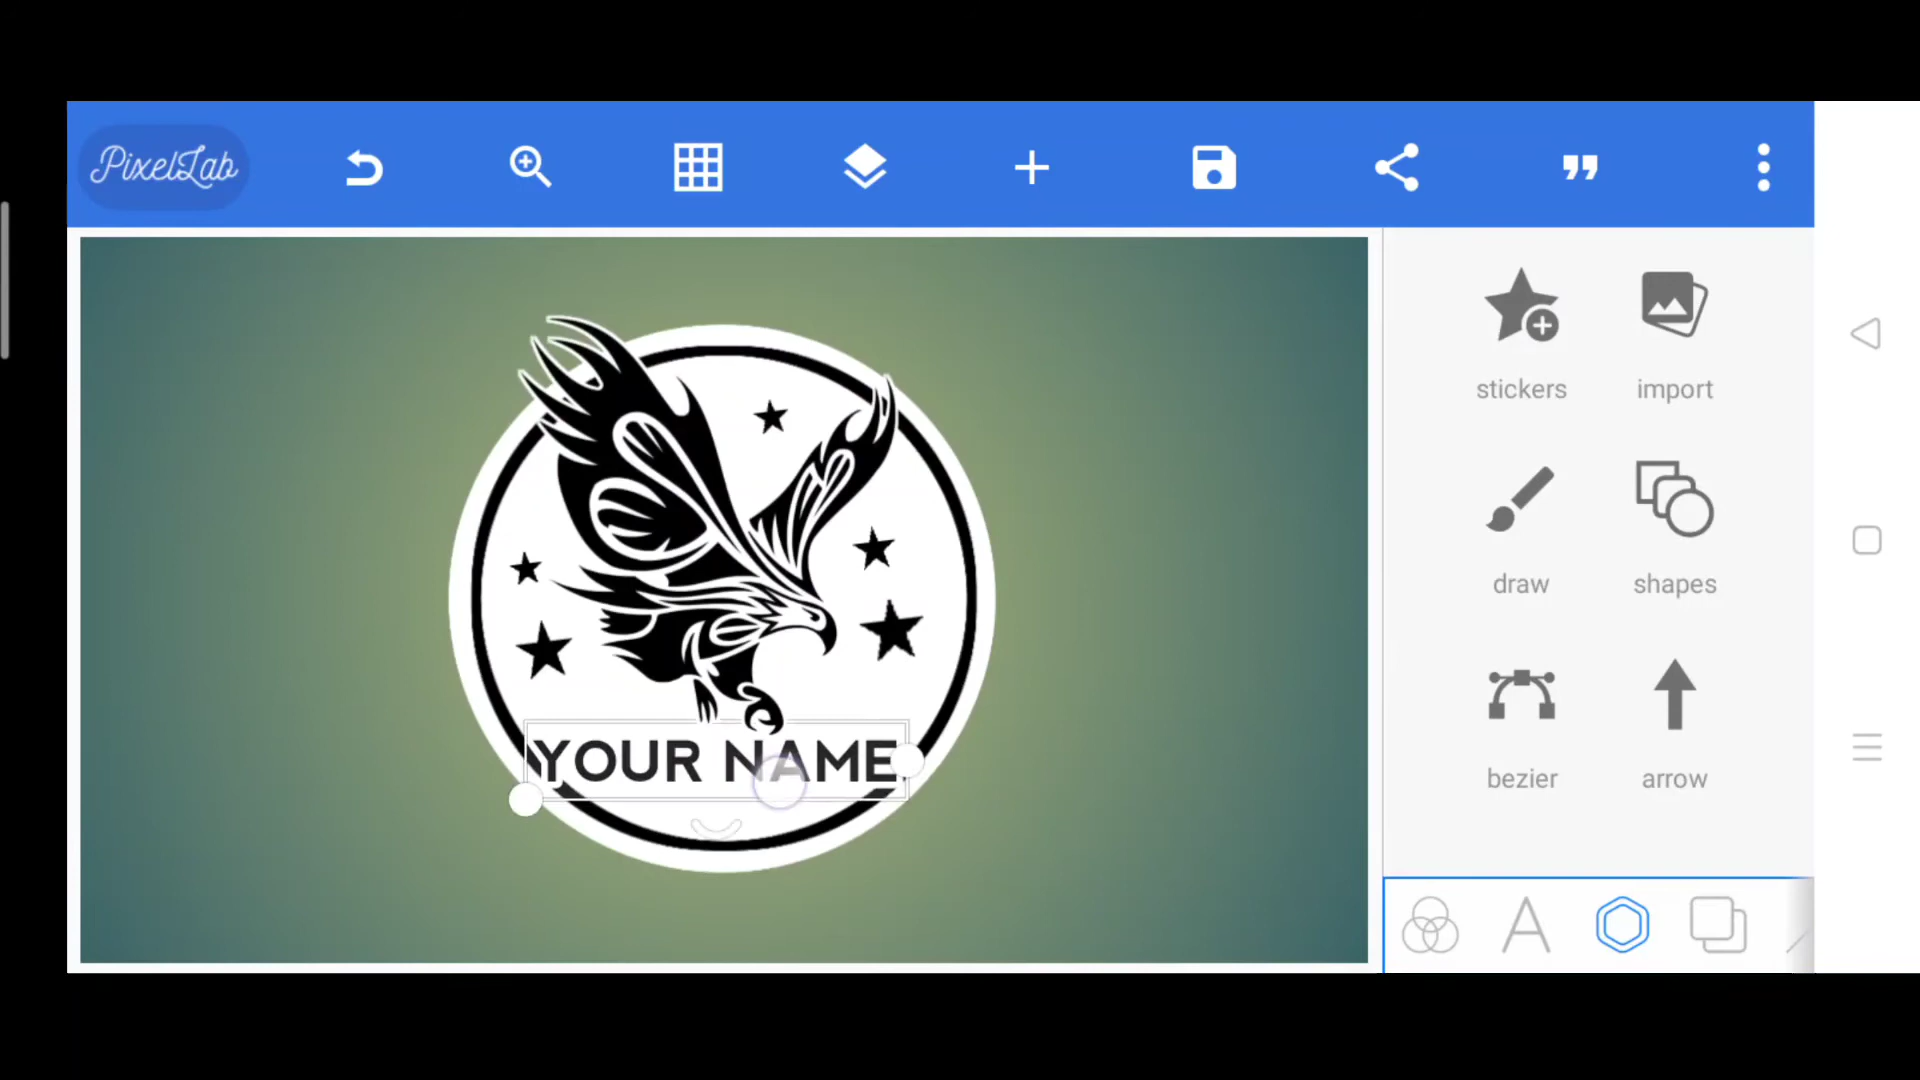 PixelLab
stickers import
draw shapes
YOUR NAME
bezier arrow